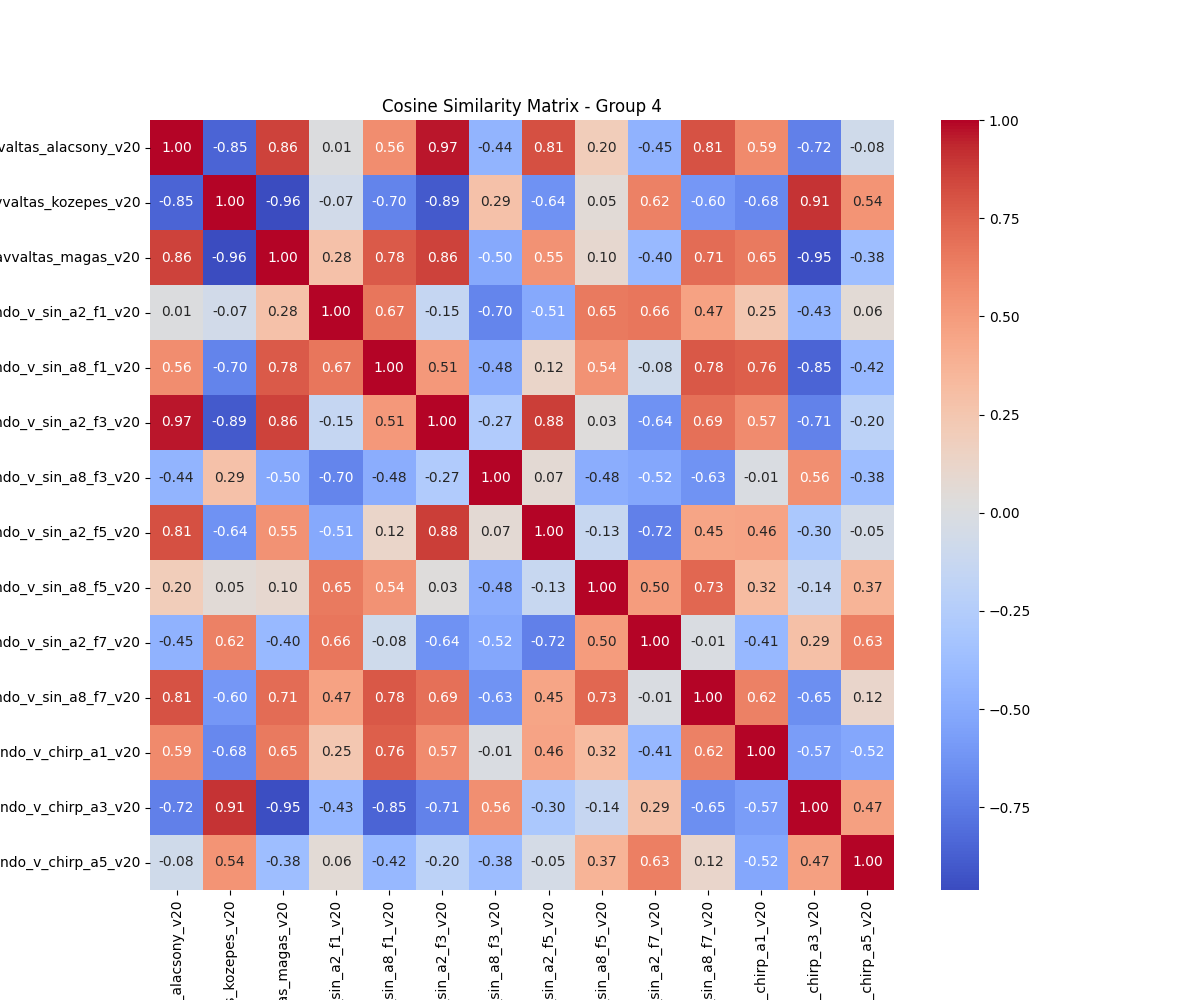 Cosine Similarity Matrix - Group 4
valtas_alacsony_v20 1.00 -0.85 0.86 0.01 0.56 0.97 -0.44 0.81 0.20 -0.45 0.81 0.59 -0.72 -0.08
vvaltas_kozepes_v20 -0.85 1.00 -0.96 -0.07 -0.70 -0.89 0.29 -0.64 0.05 0.62 -0.60 -0.68 0.91 0.54
avvaltas_magas_v20 0.86 -0.96 1.00 0.28 0.78 0.86 -0.50 0.55 0.10 -0.40 0.71 0.65 -0.95 -0.38
ndo_v_sin_a2_f1_v20 0.01 -0.07 0.28 1.00 0.67 -0.15 -0.70 -0.51 0.65 0.66 0.47 0.25 -0.43 0.06
ndo_v_sin_a8_f1_v20 0.56 -0.70 0.78 0.67 1.00 0.51 -0.48 0.12 0.54 -0.08 0.78 0.76 -0.85 -0.42
ndo_v_sin_a2_f3_v20 0.97 -0.89 0.86 -0.15 0.51 1.00 -0.27 0.88 0.03 -0.64 0.69 0.57 -0.71 -0.20
ndo_v_sin_a8_f3_v20 -0.44 0.29 -0.50 -0.70 -0.48 -0.27 1.00 0.07 -0.48 -0.52 -0.63 -0.01 0.56 -0.38
ndo_v_sin_a2_f5_v20 0.81 -0.64 0.55 -0.51 0.12 0.88 0.07 1.00 -0.13 -0.72 0.45 0.46 -0.30 -0.05
ndo_v_sin_a8_f5_v20 0.20 0.05 0.10 0.65 0.54 0.03 -0.48 -0.13 1.00 0.50 0.73 0.32 -0.14 0.37
ndo_v_sin_a2_f7_v20 -0.45 0.62 -0.40 0.66 -0.08 -0.64 -0.52 -0.72 0.50 1.00 -0.01 -0.41 0.29 0.63
ndo_v_sin_a8_f7_v20 0.81 -0.60 0.71 0.47 0.78 0.69 -0.63 0.45 0.73 -0.01 1.00 0.62 -0.65 0.12
ndo_v_chirp_a1_v20 0.59 -0.68 0.65 0.25 0.76 0.57 -0.01 0.46 0.32 -0.41 0.62 1.00 -0.57 -0.52
ndo_v_chirp_a3_v20 -0.72 0.91 -0.95 -0.43 -0.85 -0.71 0.56 -0.30 -0.14 0.29 -0.65 -0.57 1.00 0.47
ndo_v_chirp_a5_v20 -0.08 0.54 -0.38 0.06 -0.42 -0.20 -0.38 -0.05 0.37 0.63 0.12 -0.52 0.47 1.00
_alacsony_v20
s_kozepes_v20
as_magas_v20
sin_a2_f1_v20
sin_a8_f1_v20
sin_a2_f3_v20
sin_a8_f3_v20
sin_a2_f5_v20
sin_a8_f5_v20
sin_a2_f7_v20
sin_a8_f7_v20
_chirp_a1_v20
_chirp_a3_v20
_chirp_a5_v20
1.00
0.75
0.50
0.25
0.00
−0.25
−0.50
−0.75